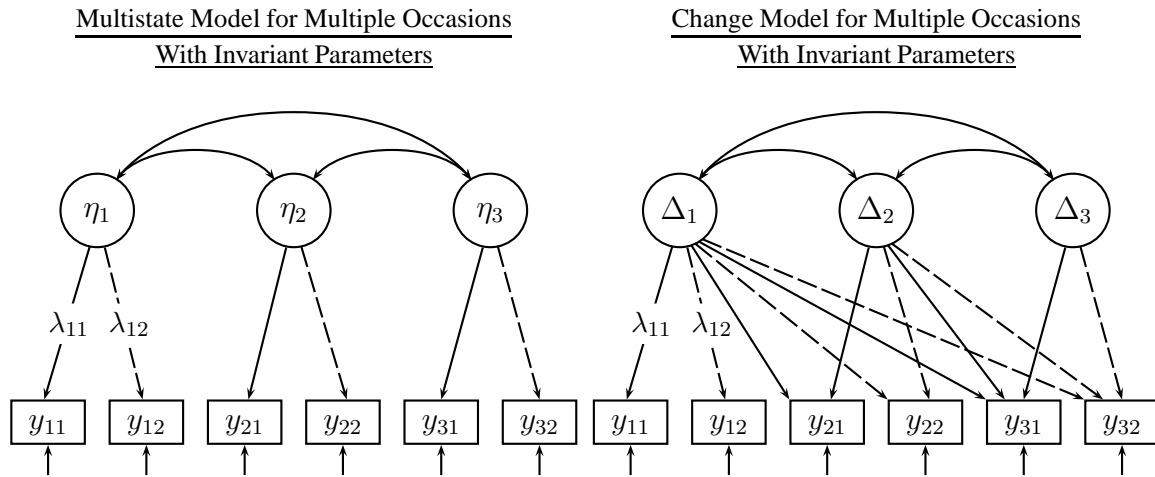 Multistate Model for Multiple Occasions
With Invariant Parameters
η₁ η₂ η₃
λ₁₁ λ₁₂
y₁₁ y₁₂ y₂₁ y₂₂ y₃₁ y₃₂
Change Model for Multiple Occasions
With Invariant Parameters
Δ₁ Δ₂ Δ₃
λ₁₁ λ₁₂
y₁₁ y₁₂ y₂₁ y₂₂ y₃₁ y₃₂